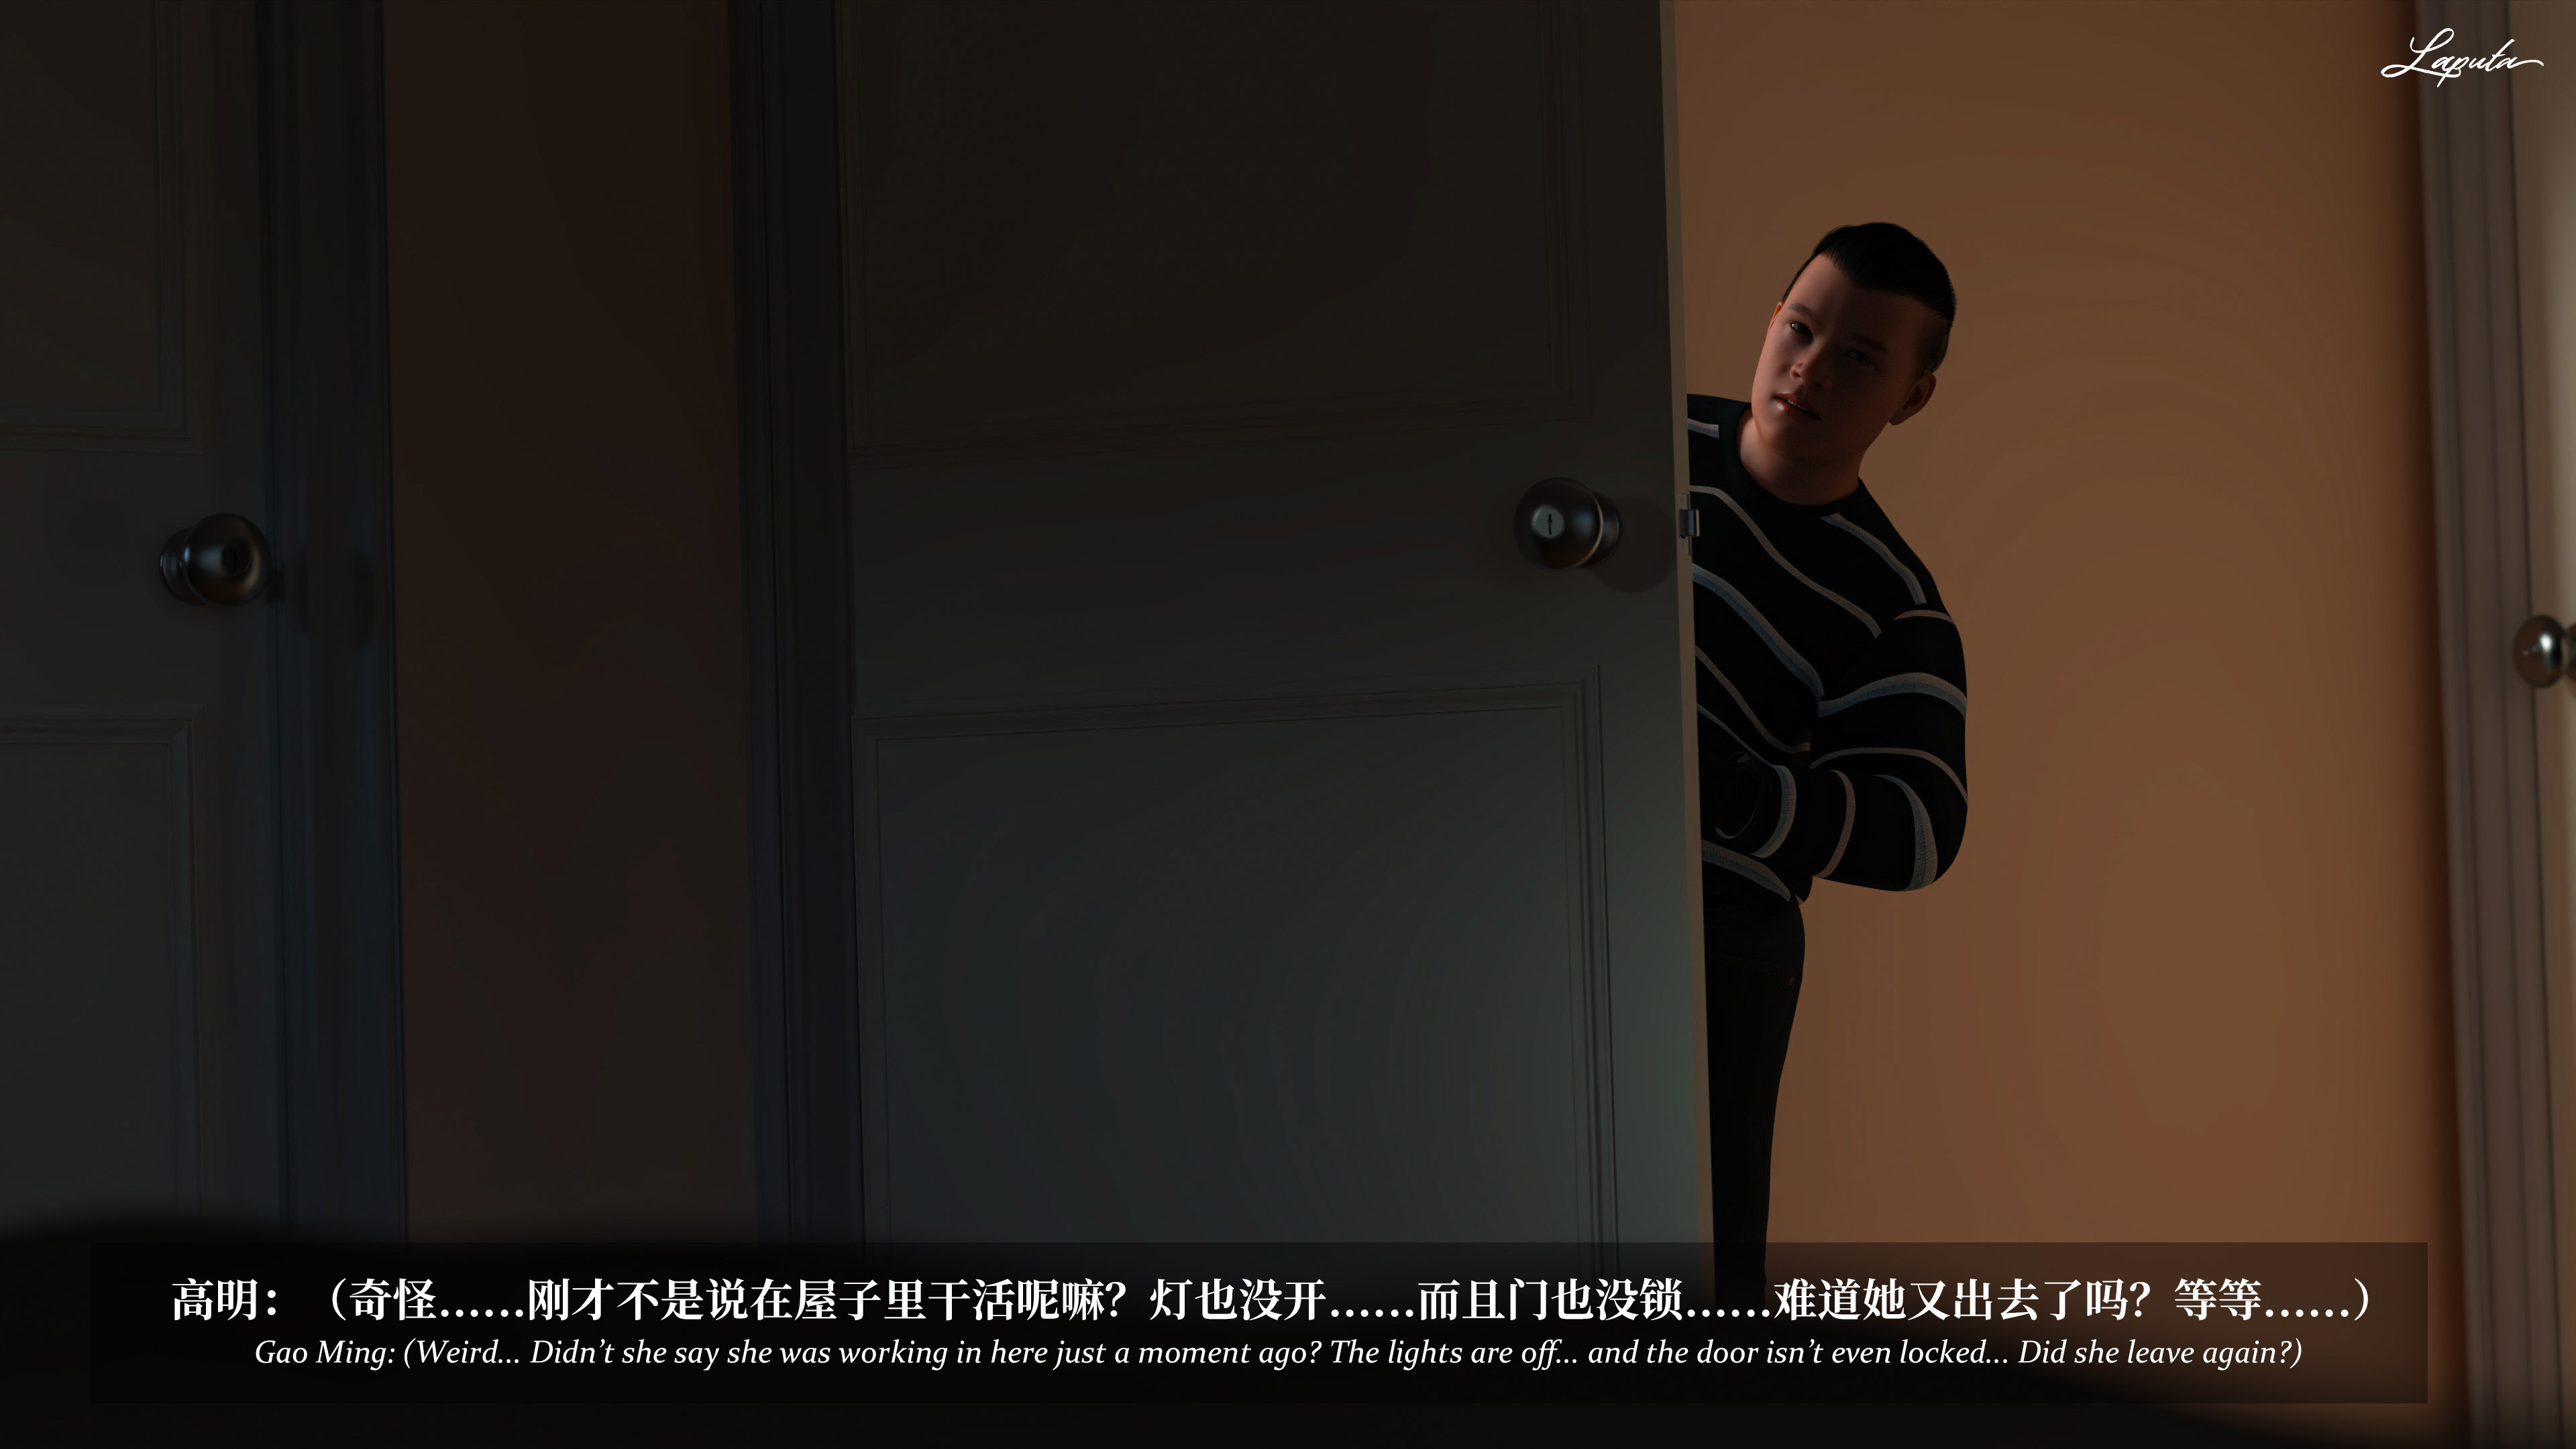 Laputa
高明：（奇怪……刚才不是说在屋子里干活呢嘛？灯也没开……而且门也没锁……难道她又出去了吗？等等……）
Gao Ming: (Weird... Didn't she say she was working in here just a moment ago? The lights are off... and the door isn't even locked... Did she leave again?)